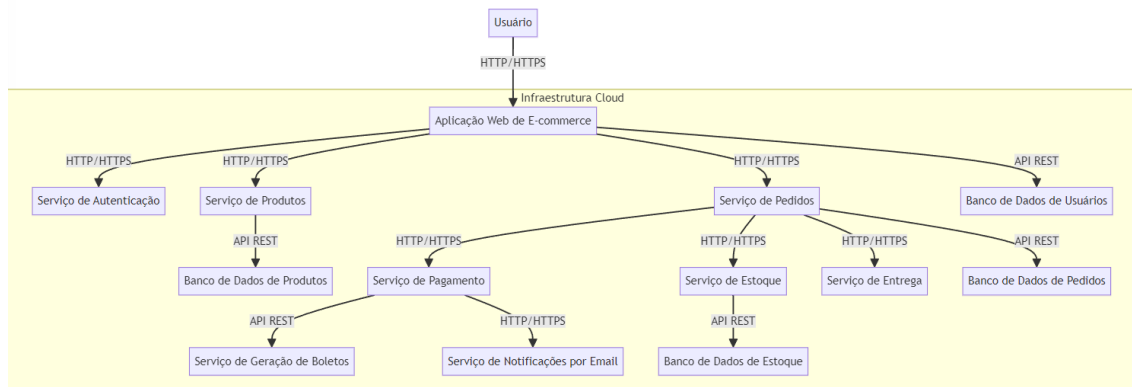 Usuário
HTTP/HTTPS
Infraestrutura Cloud
Aplicação Web de E-commerce
HTTP/HTTPS
HTTP/HTTPS
HTTP/HTTPS
API REST
Serviço de Autenticação
Serviço de Produtos
Serviço de Pedidos
Banco de Dados de Usuários
API REST
HTTP/HTTPS
HTTP/HTTPS
HTTP/HTTPS
API REST
Banco de Dados de Produtos
Serviço de Pagamento
Serviço de Estoque
Serviço de Entrega
Banco de Dados de Pedidos
API REST
HTTP/HTTPS
API REST
Serviço de Geração de Boletos
Serviço de Notificações por Email
Banco de Dados de Estoque